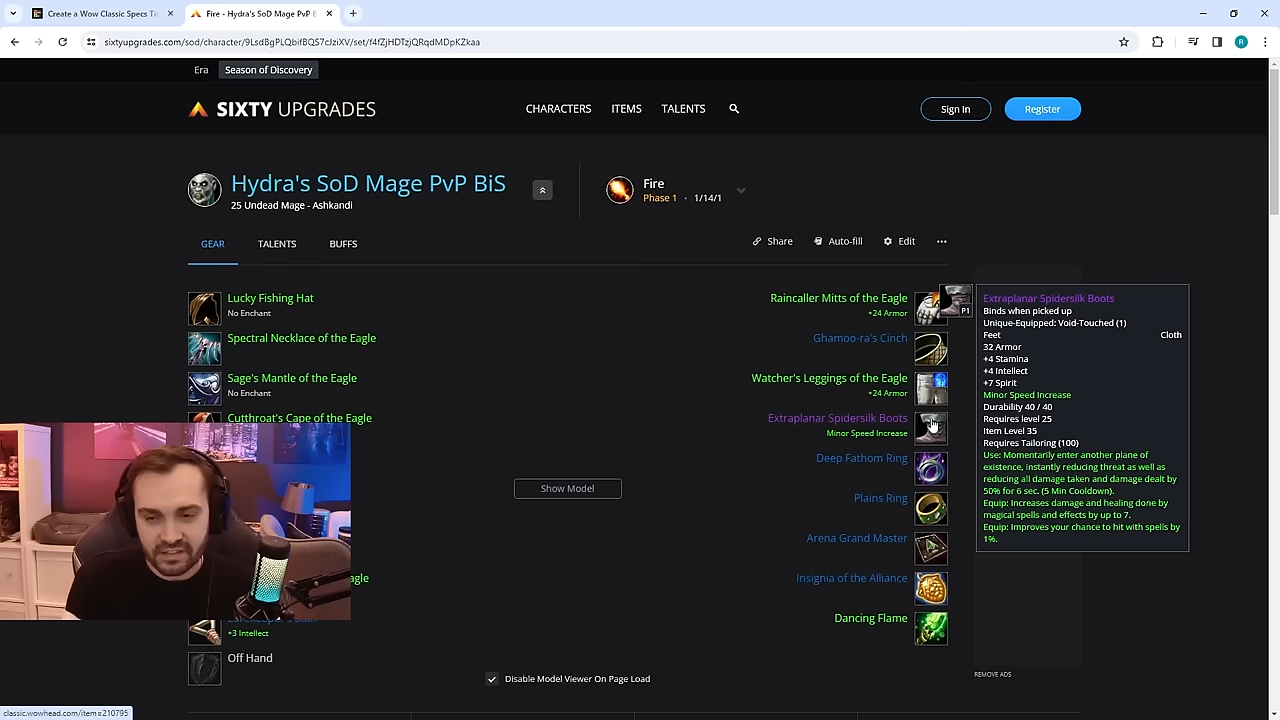 Create a Wow Classic Specs Ti
Fire - Hydra's SoD Mage PvP B
sixtyupgrades.com/sod/character/9LsdBgPLQbifBQS7cJziXV/set/f4fZjHDTzjQRqdMDpKZkaa
R
Era
Season of Discovery
SIXTY UPGRADES
CHARACTERS
ITEMS
TALENTS
Sign In
Register
Hydra's SoD Mage PvP BiS
25 Undead Mage - Ashkandi
Fire
Phase 1 · 1/14/1
GEAR
TALENTS
BUFFS
Share
Auto-fill
Edit
Lucky Fishing Hat
No Enchant
Spectral Necklace of the Eagle
Sage's Mantle of the Eagle
No Enchant
Cutthroat's Cape of the Eagle
agle
+3 Intellect
Off Hand
Show Model
Disable Model Viewer On Page Load
Raincaller Mitts of the Eagle
+24 Armor
Ghamoo-ra's Cinch
Watcher's Leggings of the Eagle
+24 Armor
Extraplanar Spidersilk Boots
Minor Speed Increase
Deep Fathom Ring
Plains Ring
Arena Grand Master
Insignia of the Alliance
Dancing Flame
P1
Extraplanar Spidersilk Boots
Binds when picked up
Unique-Equipped: Void-Touched (1)
Feet Cloth
32 Armor
+4 Stamina
+4 Intellect
+7 Spirit
Minor Speed Increase
Durability 40 / 40
Requires level 25
Item Level 35
Requires Tailoring (100)
Use: Momentarily enter another plane of
existence, instantly reducing threat as well as
reducing all damage taken and damage dealt by
50% for 6 sec. (5 Min Cooldown).
Equip: Increases damage and healing done by
magical spells and effects by up to 7.
Equip: Improves your chance to hit with spells by
1%.
REMOVE ADS
classic.wowhead.com/item=210795